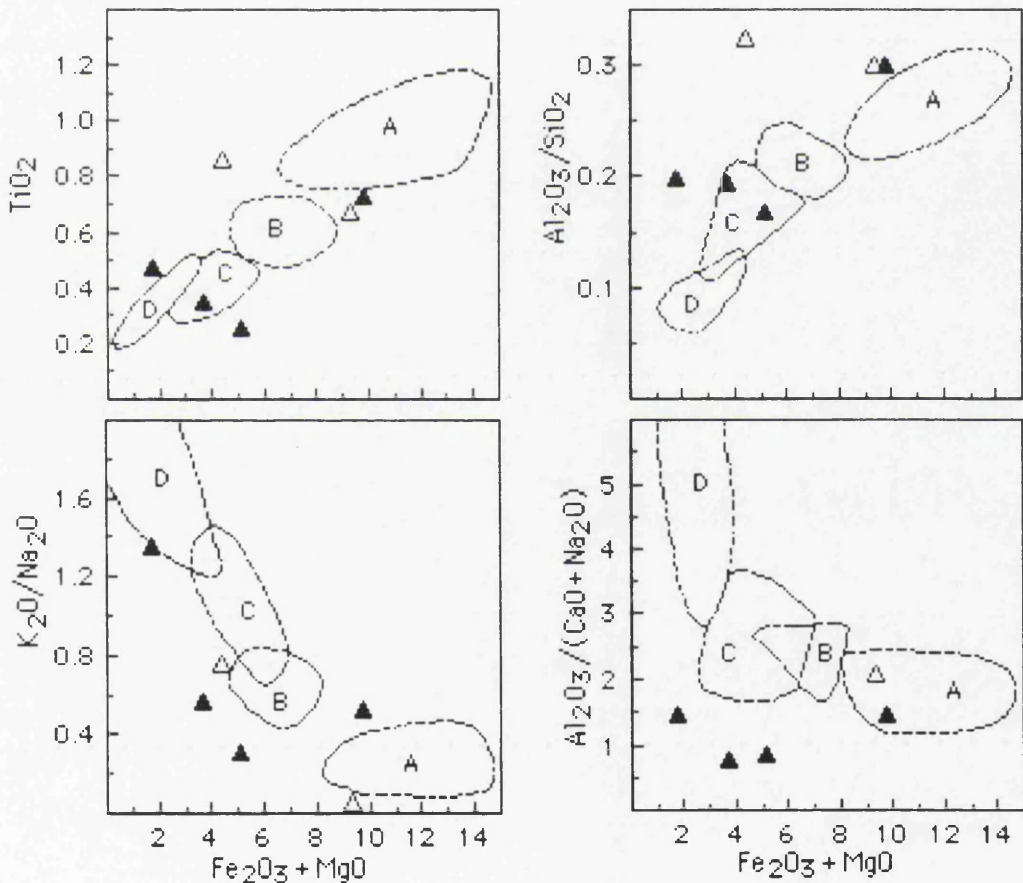 TiO₂
1.2
1.0
0.8
0.6
0.4
0.2
A
B
C
D
Al₂O₃/SiO₂
0.3
0.2
0.1
A
B
C
D
K₂O/Na₂O
1.6
1.2
0.8
0.4
D
C
B
A
2 4 6 8 10 12
Fe₂O₃ + MgO
Al₂O₃/(CaO + Na₂O)
5
4
3
2
1
D
C
B
A
2 4 6 8 10 12
Fe₂O₃ + MgO